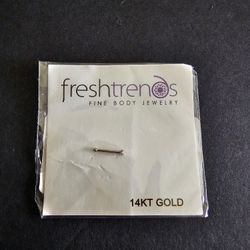 freshtrends
FINE BODY JEWELRY
14KT GOLD